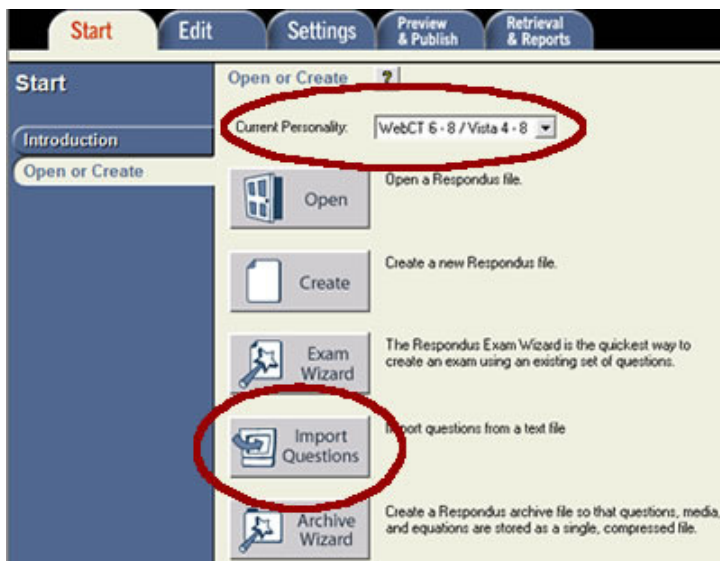 Start
Edit
Settings
Preview
& Publish
Retrieval
& Reports
Start
Introduction
Open or Create
Open or Create ?
Current Personality: WebCT 6 - 8 / Vista 4 - 8
Open
Open a Respondus file.
Create
Create a new Respondus file.
Exam
Wizard
The Respondus Exam Wizard is the quickest way to
create an exam using an existing set of questions.
Import
Questions
Import questions from a text file
Archive
Wizard
Create a Respondus archive file so that questions, media,
and equations are stored as a single, compressed file.